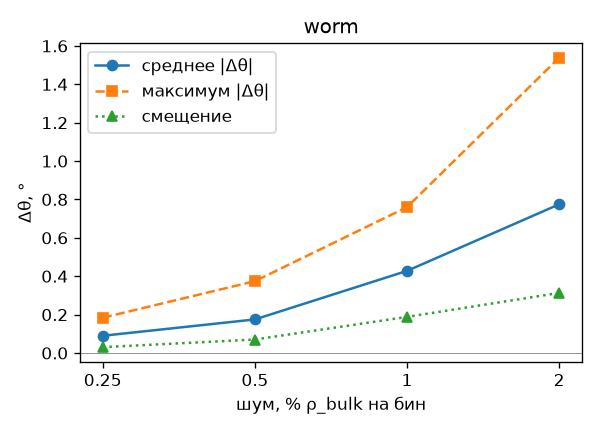 worm
среднее |Δθ|
максимум |Δθ|
смещение
Δθ, °
1.6
1.4
1.2
1.0
0.8
0.6
0.4
0.2
0.0
0.25 0.5 1 2
шум, % ρ_bulk на бин